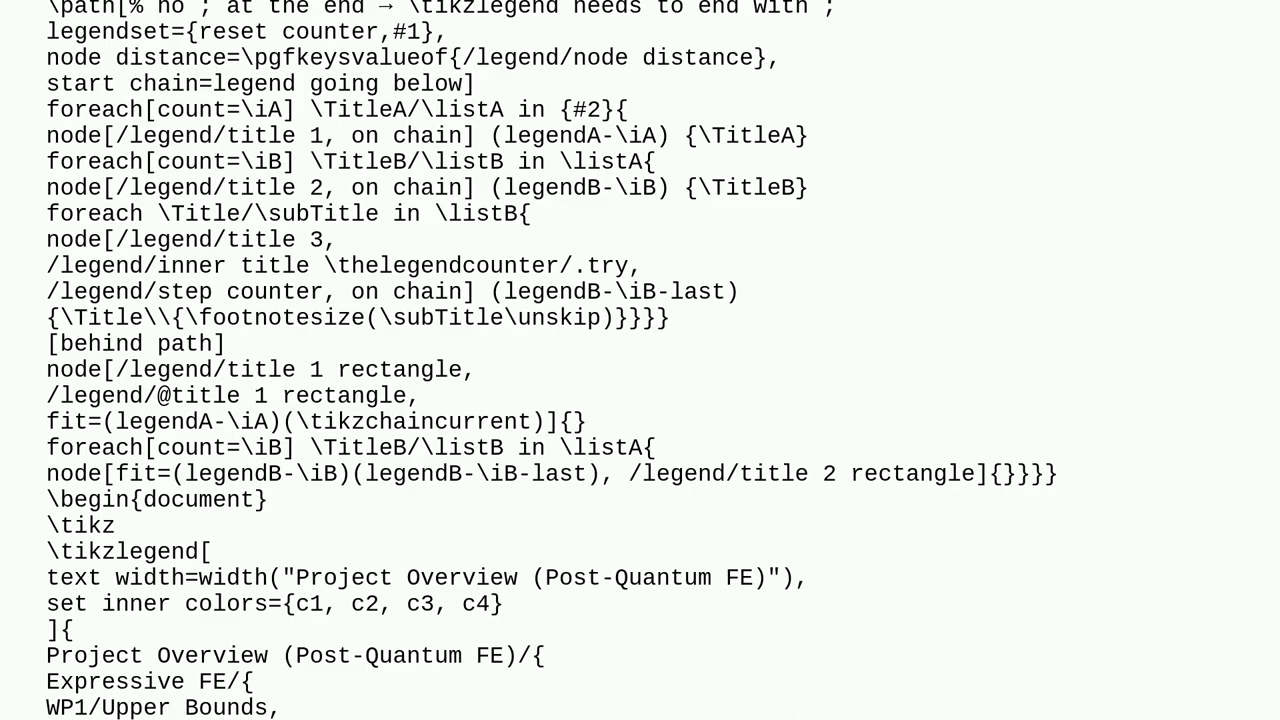 \path[% no ; at the end → \tikzlegend needs to end with ;
legendset={reset counter,#1},
node distance=\pgfkeysvalueof{/legend/node distance},
start chain=legend going below]
foreach[count=\iA] \TitleA/\listA in {#2}{
node[/legend/title 1, on chain] (legendA-\iA) {\TitleA}
foreach[count=\iB] \TitleB/\listB in \listA{
node[/legend/title 2, on chain] (legendB-\iB) {\TitleB}
foreach \Title/\subTitle in \listB{
node[/legend/title 3,
/legend/inner title \thelegendcounter/.try,
/legend/step counter, on chain] (legendB-\iB-last)
{\Title\\{\footnotesize(\subTitle\unskip)}}}}
[behind path]
node[/legend/title 1 rectangle,
/legend/@title 1 rectangle,
fit=(legendA-\iA)(\tikzchaincurrent)]{}
foreach[count=\iB] \TitleB/\listB in \listA{
node[fit=(legendB-\iB)(legendB-\iB-last), /legend/title 2 rectangle]{}}}}
\begin{document}
\tikz
\tikzlegend[
text width=width("Project Overview (Post-Quantum FE)"),
set inner colors={c1, c2, c3, c4}
]{
Project Overview (Post-Quantum FE)/{
Expressive FE/{
WP1/Upper Bounds,